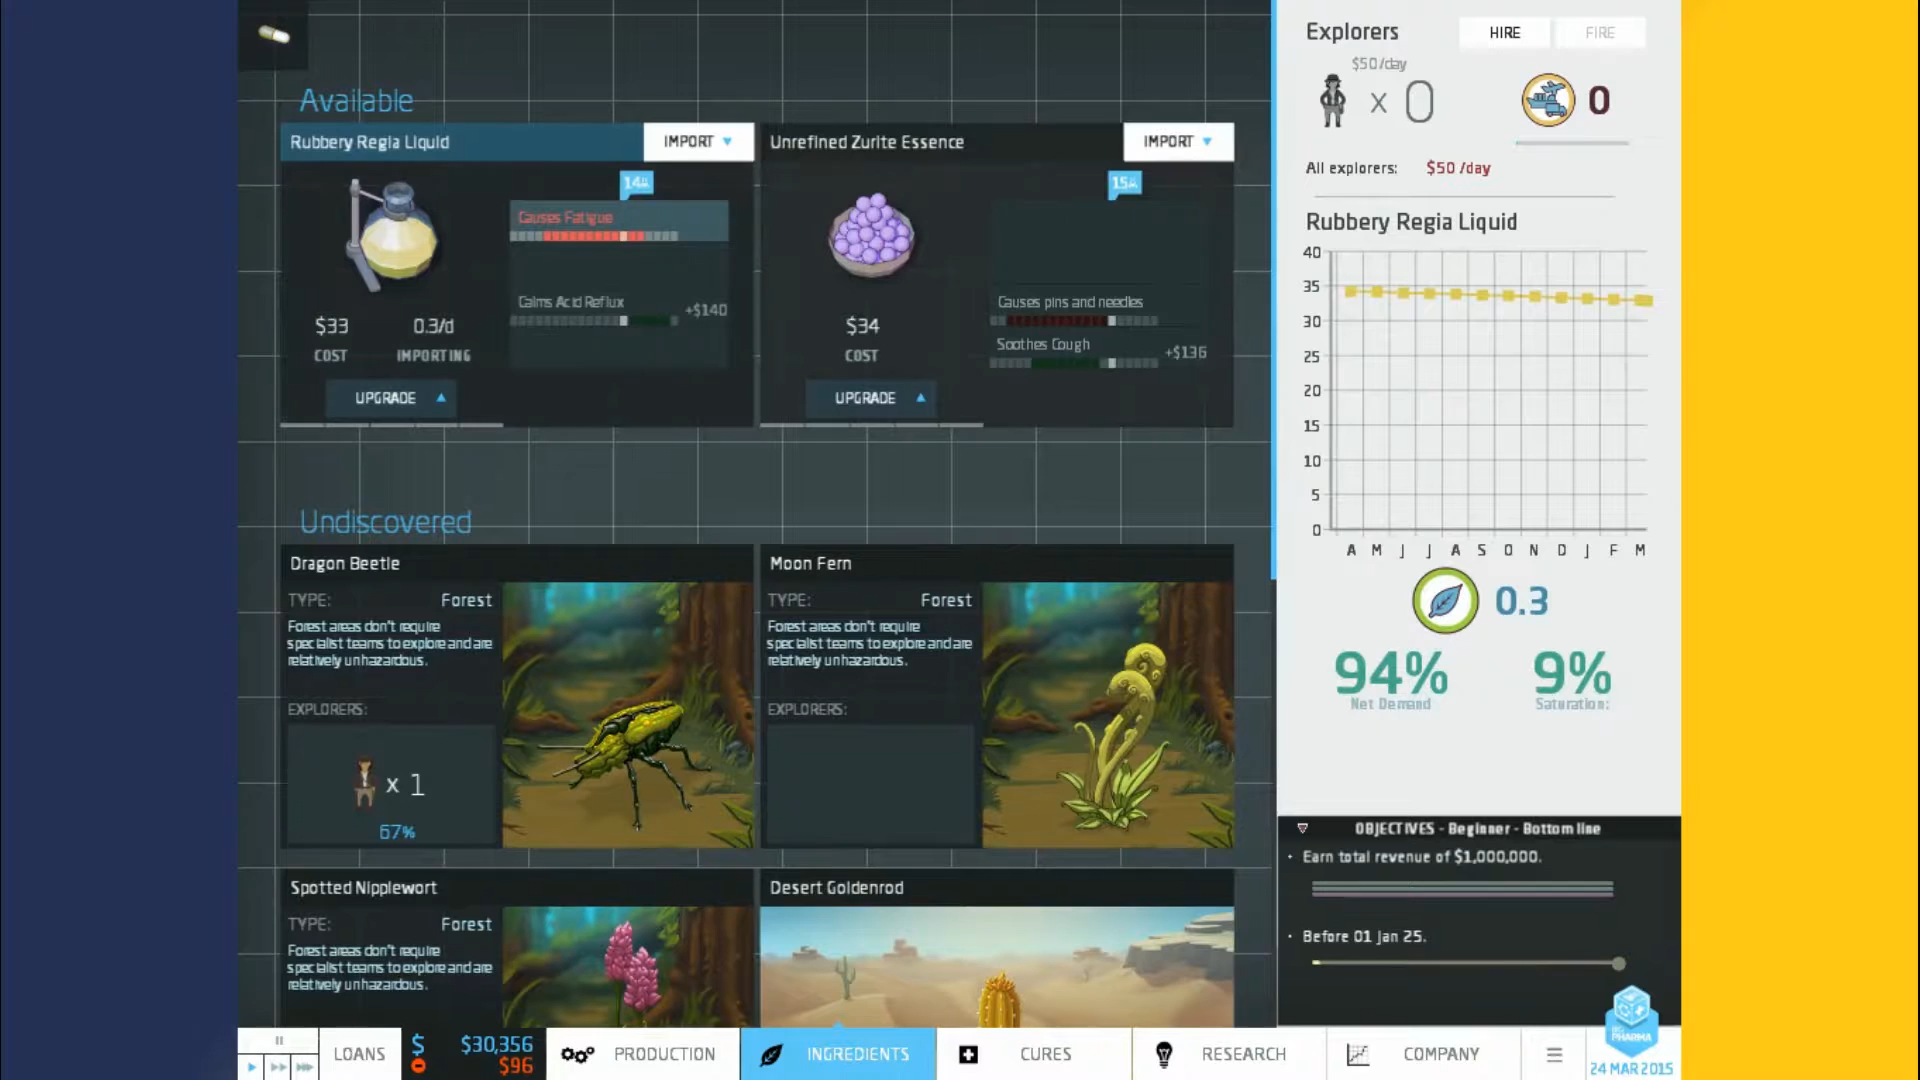 Available
Rubbery Regia Liquid
IMPORT
14
Causes Fatigue
Calms Acid Reflux
+$140
$33
0.3/d
COST
IMPORTING
UPGRADE
Unrefined Zurite Essence
IMPORT
15
Causes pins and needles
Soothes Cough
+$136
$34
COST
UPGRADE
Undiscovered
Dragon Beetle
TYPE: Forest
Forest areas don't require
specialist teams to explore and are
relatively unhazardous.
EXPLORERS:
x 1
67%
Moon Fern
TYPE: Forest
Forest areas don't require
specialist teams to explore and are
relatively unhazardous.
EXPLORERS:
Spotted Nipplewort
TYPE: Forest
Forest areas don't require
specialist teams to explore and are
relatively unhazardous.
Desert Goldenrod
Explorers
HIRE
FIRE
$50/day
x 0
0
All explorers: $50 /day
Rubbery Regia Liquid
40
35
30
25
20
15
10
5
0
A M J J A S O N D J F M
0.3
94%
Net Demand
9%
Saturation:
OBJECTIVES - Beginner - Bottom line
• Earn total revenue of $1,000,000.
• Before 01 Jan 25.
LOANS
$ $30,356
$96
PRODUCTION
INGREDIENTS
CURES
RESEARCH
COMPANY
BIG
PHARMA
24 MAR 2015